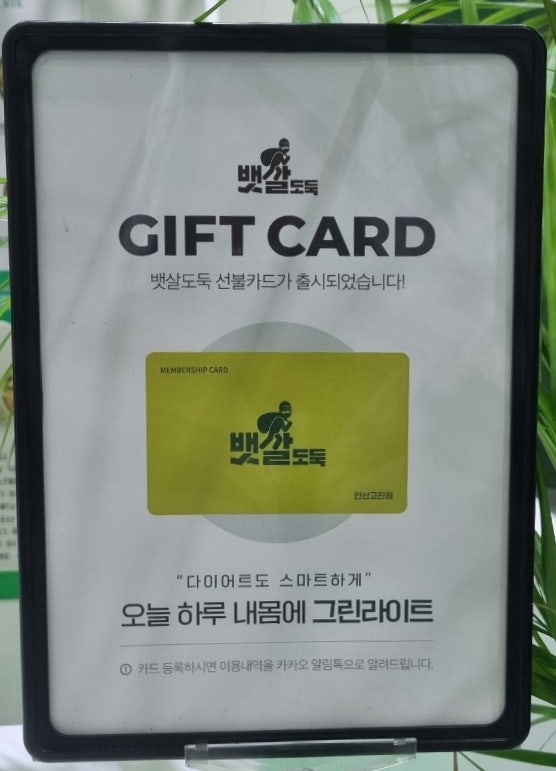 뱃살도둑
GIFT CARD
뱃살도둑 선불카드가 출시되었습니다!
MEMBERSHIP CARD
뱃살도둑
안산고잔점
“다이어트도 스마트하게”
오늘 하루 내몸에 그린라이트
ⓘ 카드 등록하시면 이용내역을 카카오 알림톡으로 알려드립니다.